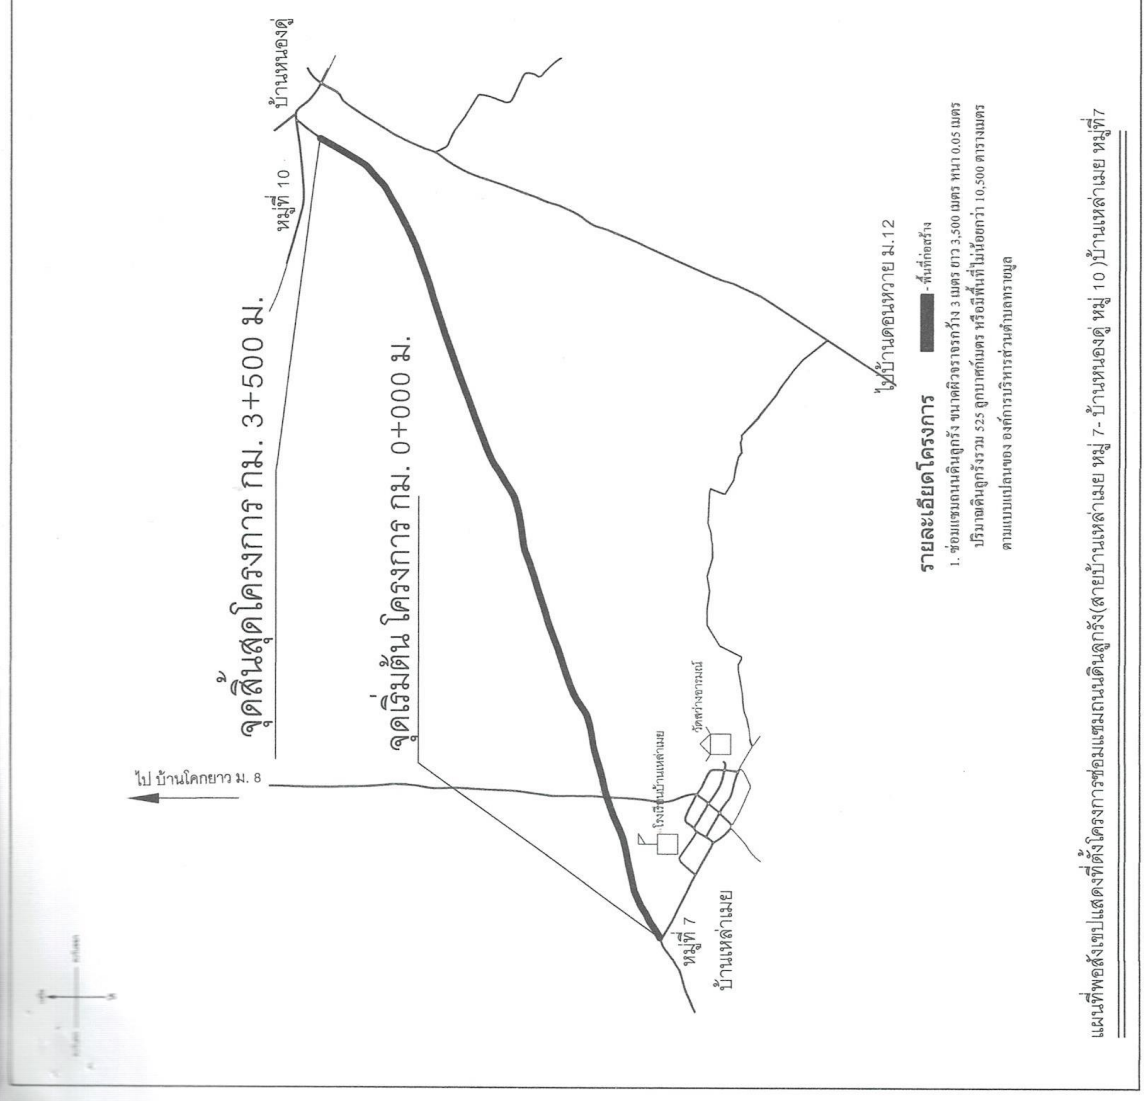 จุดสิ้นสุดโครงการ กม. 3+500 ม.
จุดเริ่มต้น โครงการ กม. 0+000 ม.
ไป บ้านโคกยาว ม. 8
หมู่ที่ 10
บ้านหนองดู่
โรงเรียนบ้านเหล่าเมย
วัดสว่างชารมณ์
หมู่ที่ 7
บ้านเหล่าเมย
ไปบ้านดอนหวาย ม.12
รายละเอียดโครงการ
- พื้นที่ก่อสร้าง
1. ซ่อมแซมถนนดินลูกรัง ขนาดผิวจราจรกว้าง 3 เมตร ยาว 3,500 เมตร หนา 0.05 เมตร
ปริมาณดินลูกรังรวม 525 ลูกบาศก์เมตร หรือมีพื้นที่ไม่น้อยกว่า 10,500 ตารางเมตร
ตามแบบแปลนของ องค์การบริหารส่วนตำบลทรายมูล
แผนที่พอสังเขปแสดงที่ตั้งโครงการซ่อมแซมถนนดินลูกรัง(สายบ้านเหล่าเมย หมู่ 7- บ้านหนองดู่ หมู่ 10 )บ้านเหล่าเมย หมู่ที่7